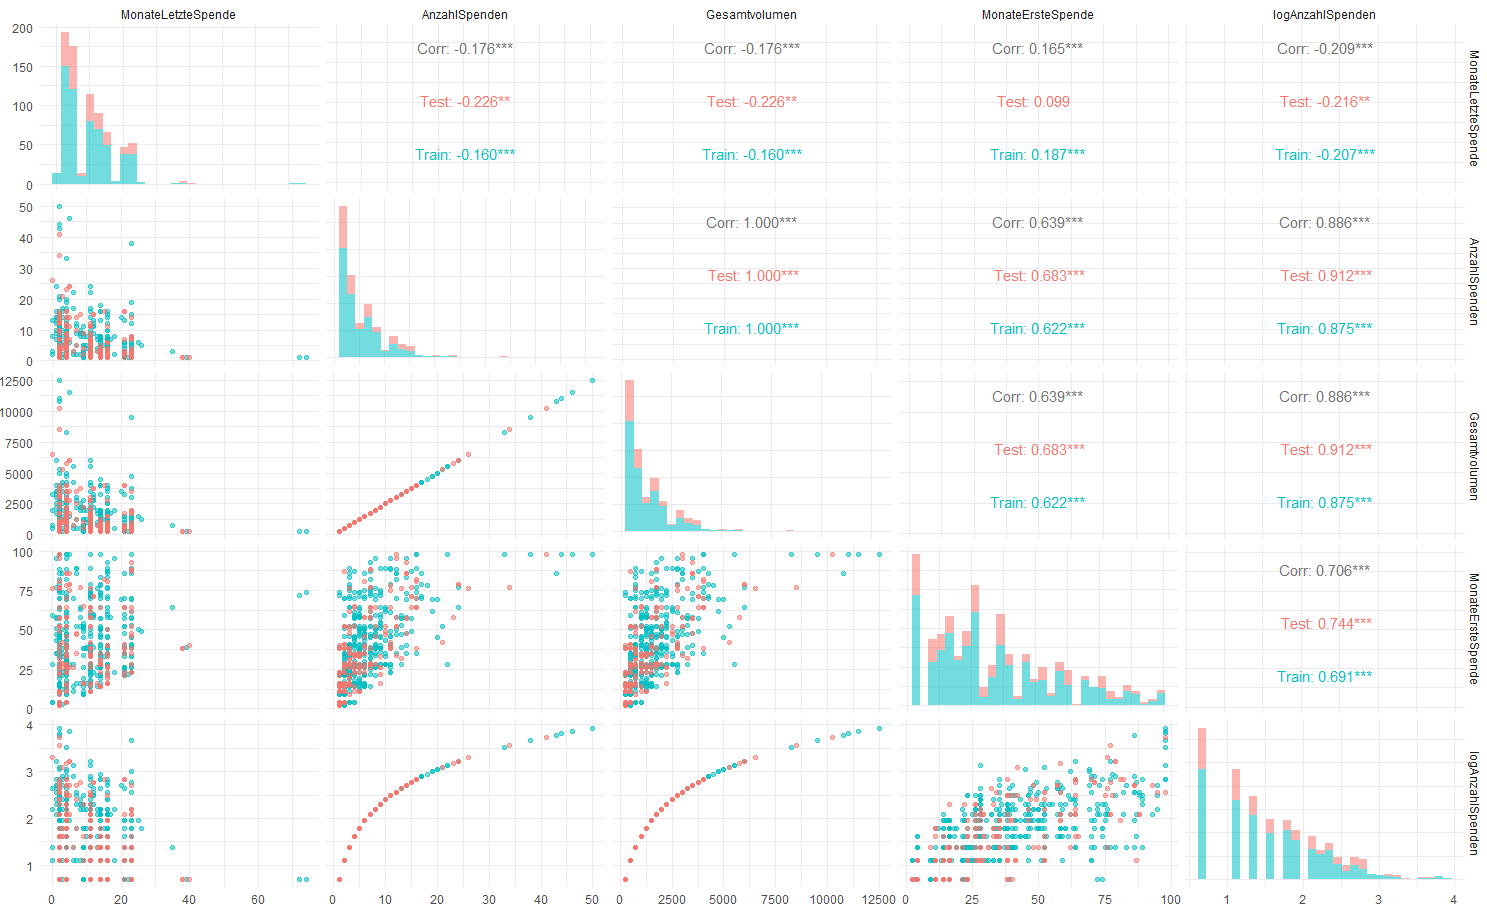 MonateLetzteSpende AnzahlSpenden Gesamtvolumen MonateErsteSpende logAnzahlSpenden
200
150
100
50
0
Corr: -0.176*** Corr: -0.176*** Corr: 0.165*** Corr: -0.209***
Test: -0.226** Test: -0.226** Test: 0.099 Test: -0.216**
Train: -0.160*** Train: -0.160*** Train: 0.187*** Train: -0.207***
MonateLetzteSpende
50
40
30
20
10
0
Corr: 1.000*** Corr: 0.639*** Corr: 0.886***
Test: 1.000*** Test: 0.683*** Test: 0.912***
Train: 1.000*** Train: 0.622*** Train: 0.875***
AnzahlSpenden
12500
10000
7500
5000
2500
0
Corr: 0.639*** Corr: 0.886***
Test: 0.683*** Test: 0.912***
Train: 0.622*** Train: 0.875***
Gesamtvolumen
100
75
50
25
0
Corr: 0.706***
Test: 0.744***
Train: 0.691***
MonateErsteSpende
4
3
2
1
logAnzahlSpenden
0 20 40 60 0 10 20 30 40 50 0 2500 5000 7500 10000 12500 0 25 50 75 100 1 2 3 4